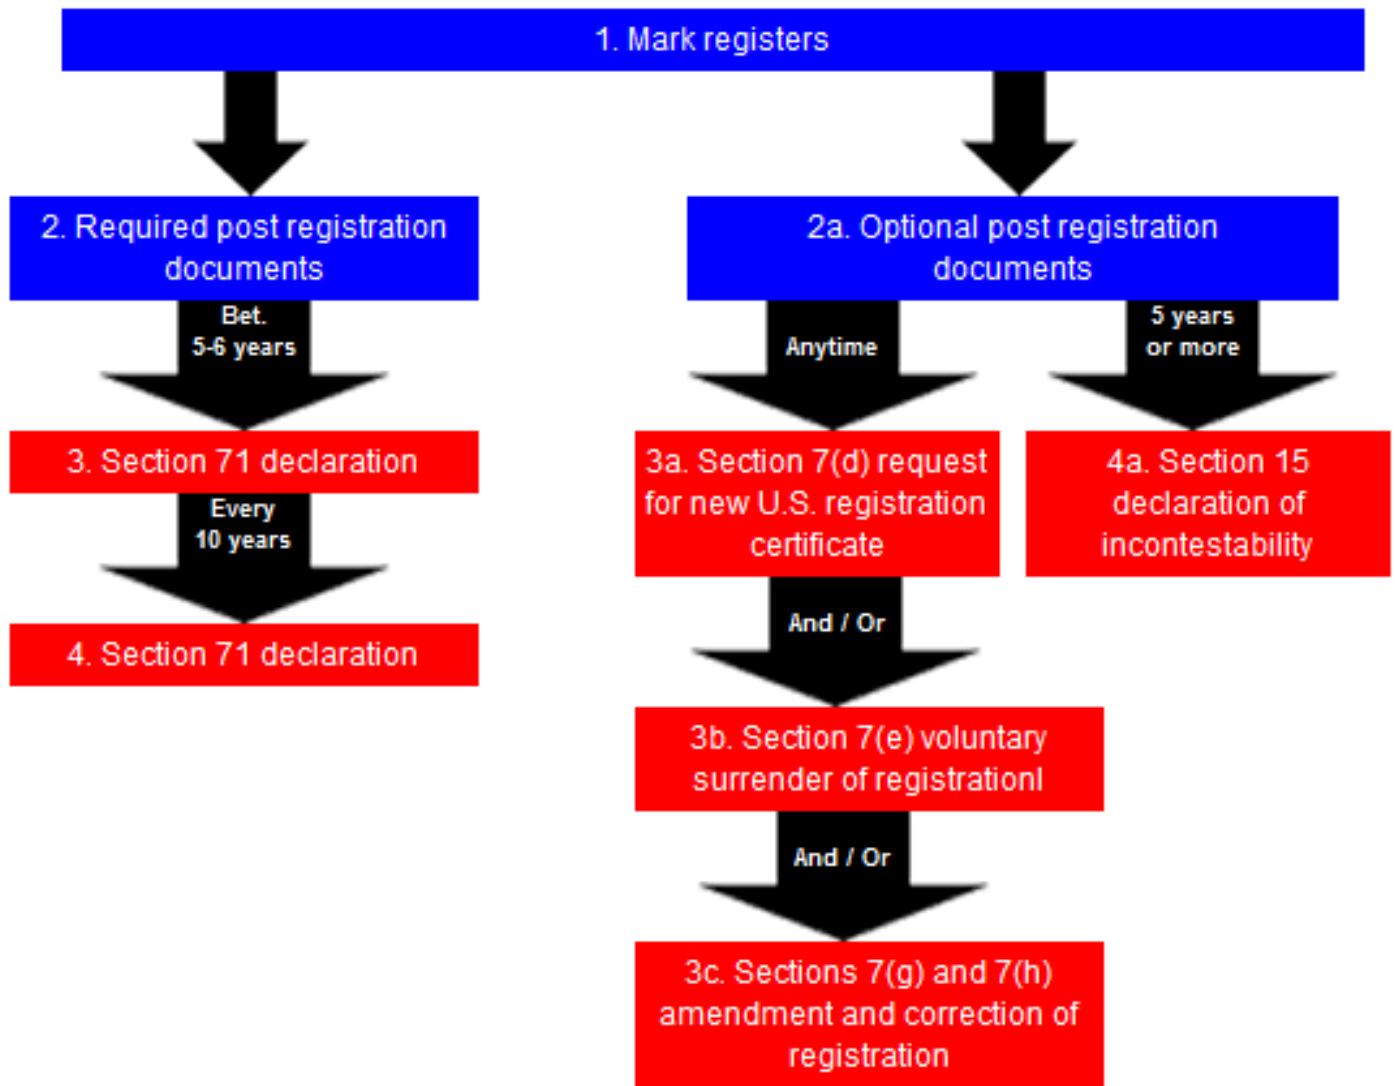 1. Mark registers
2. Required post registration
documents
2a. Optional post registration
documents
Bet.
5-6 years
Anytime
5 years
or more
3. Section 71 declaration
3a. Section 7(d) request
for new U.S. registration
certificate
4a. Section 15
declaration of
incontestability
Every
10 years
And / Or
4. Section 71 declaration
3b. Section 7(e) voluntary
surrender of registrationl
And / Or
3c. Sections 7(g) and 7(h)
amendment and correction of
registration